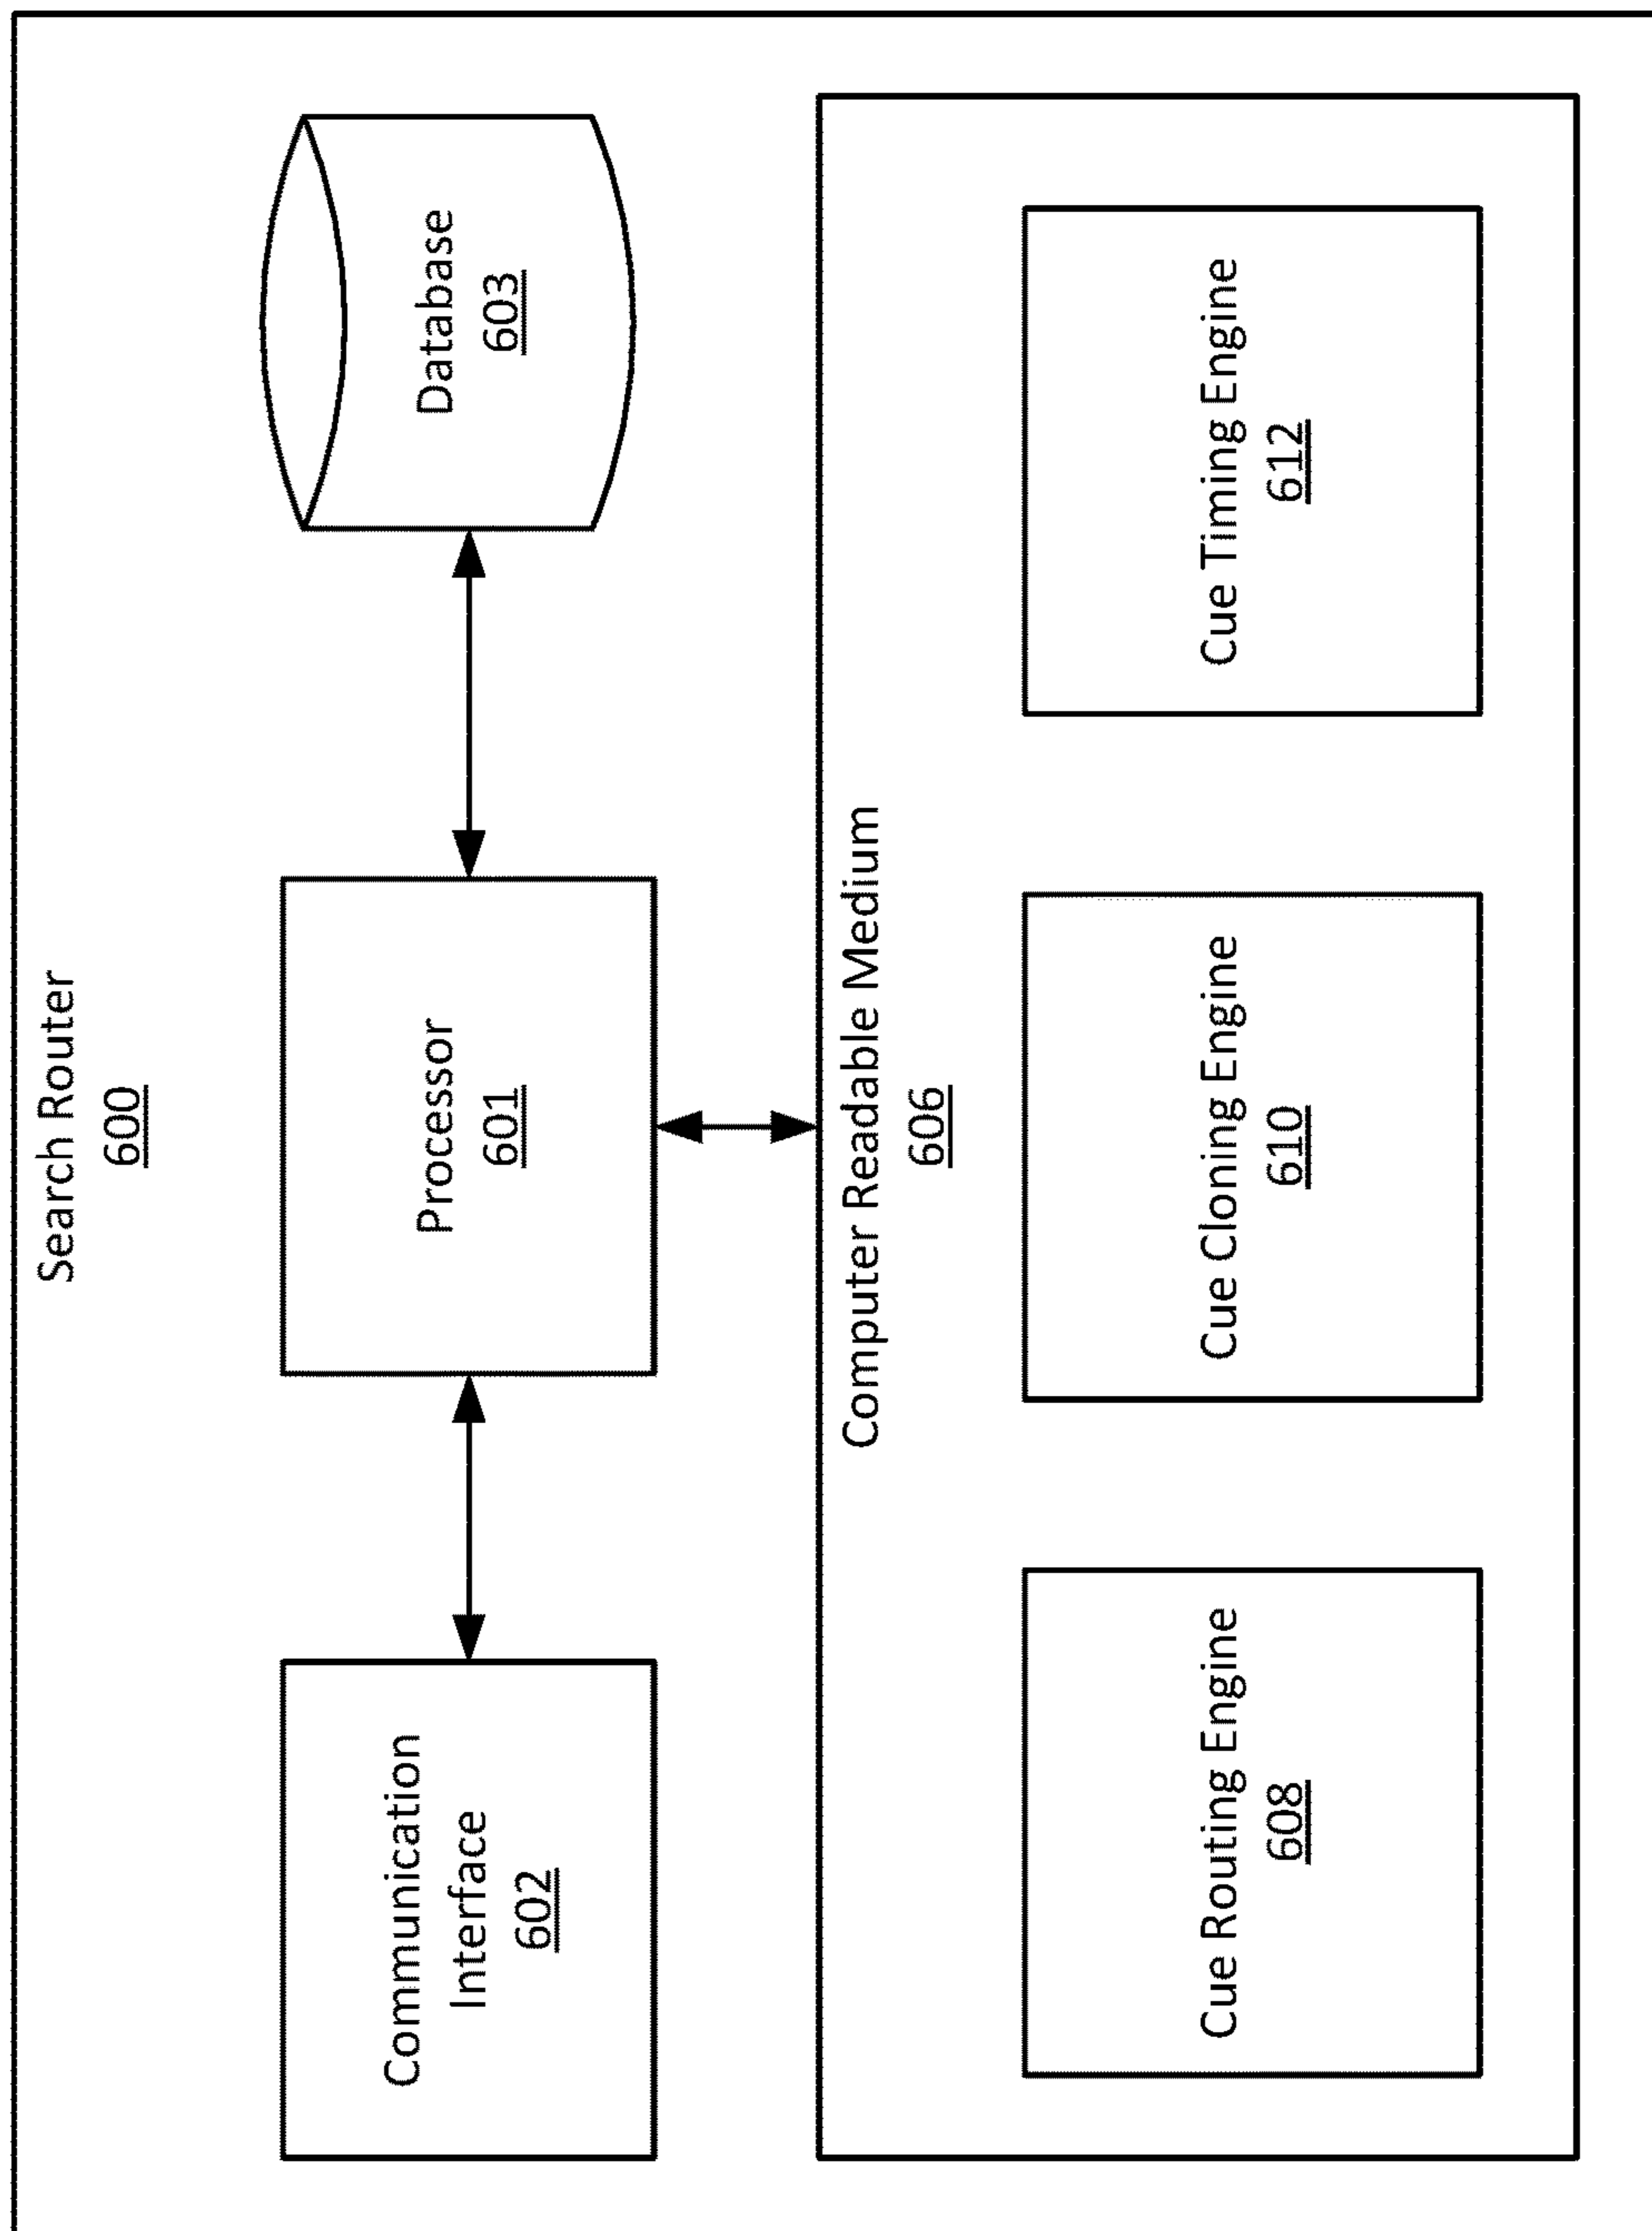 Search Router
600
Communication
Interface
602
Processor
601
Database
603
Computer Readable Medium
606
Cue Routing Engine
608
Cue Cloning Engine
610
Cue Timing Engine
612